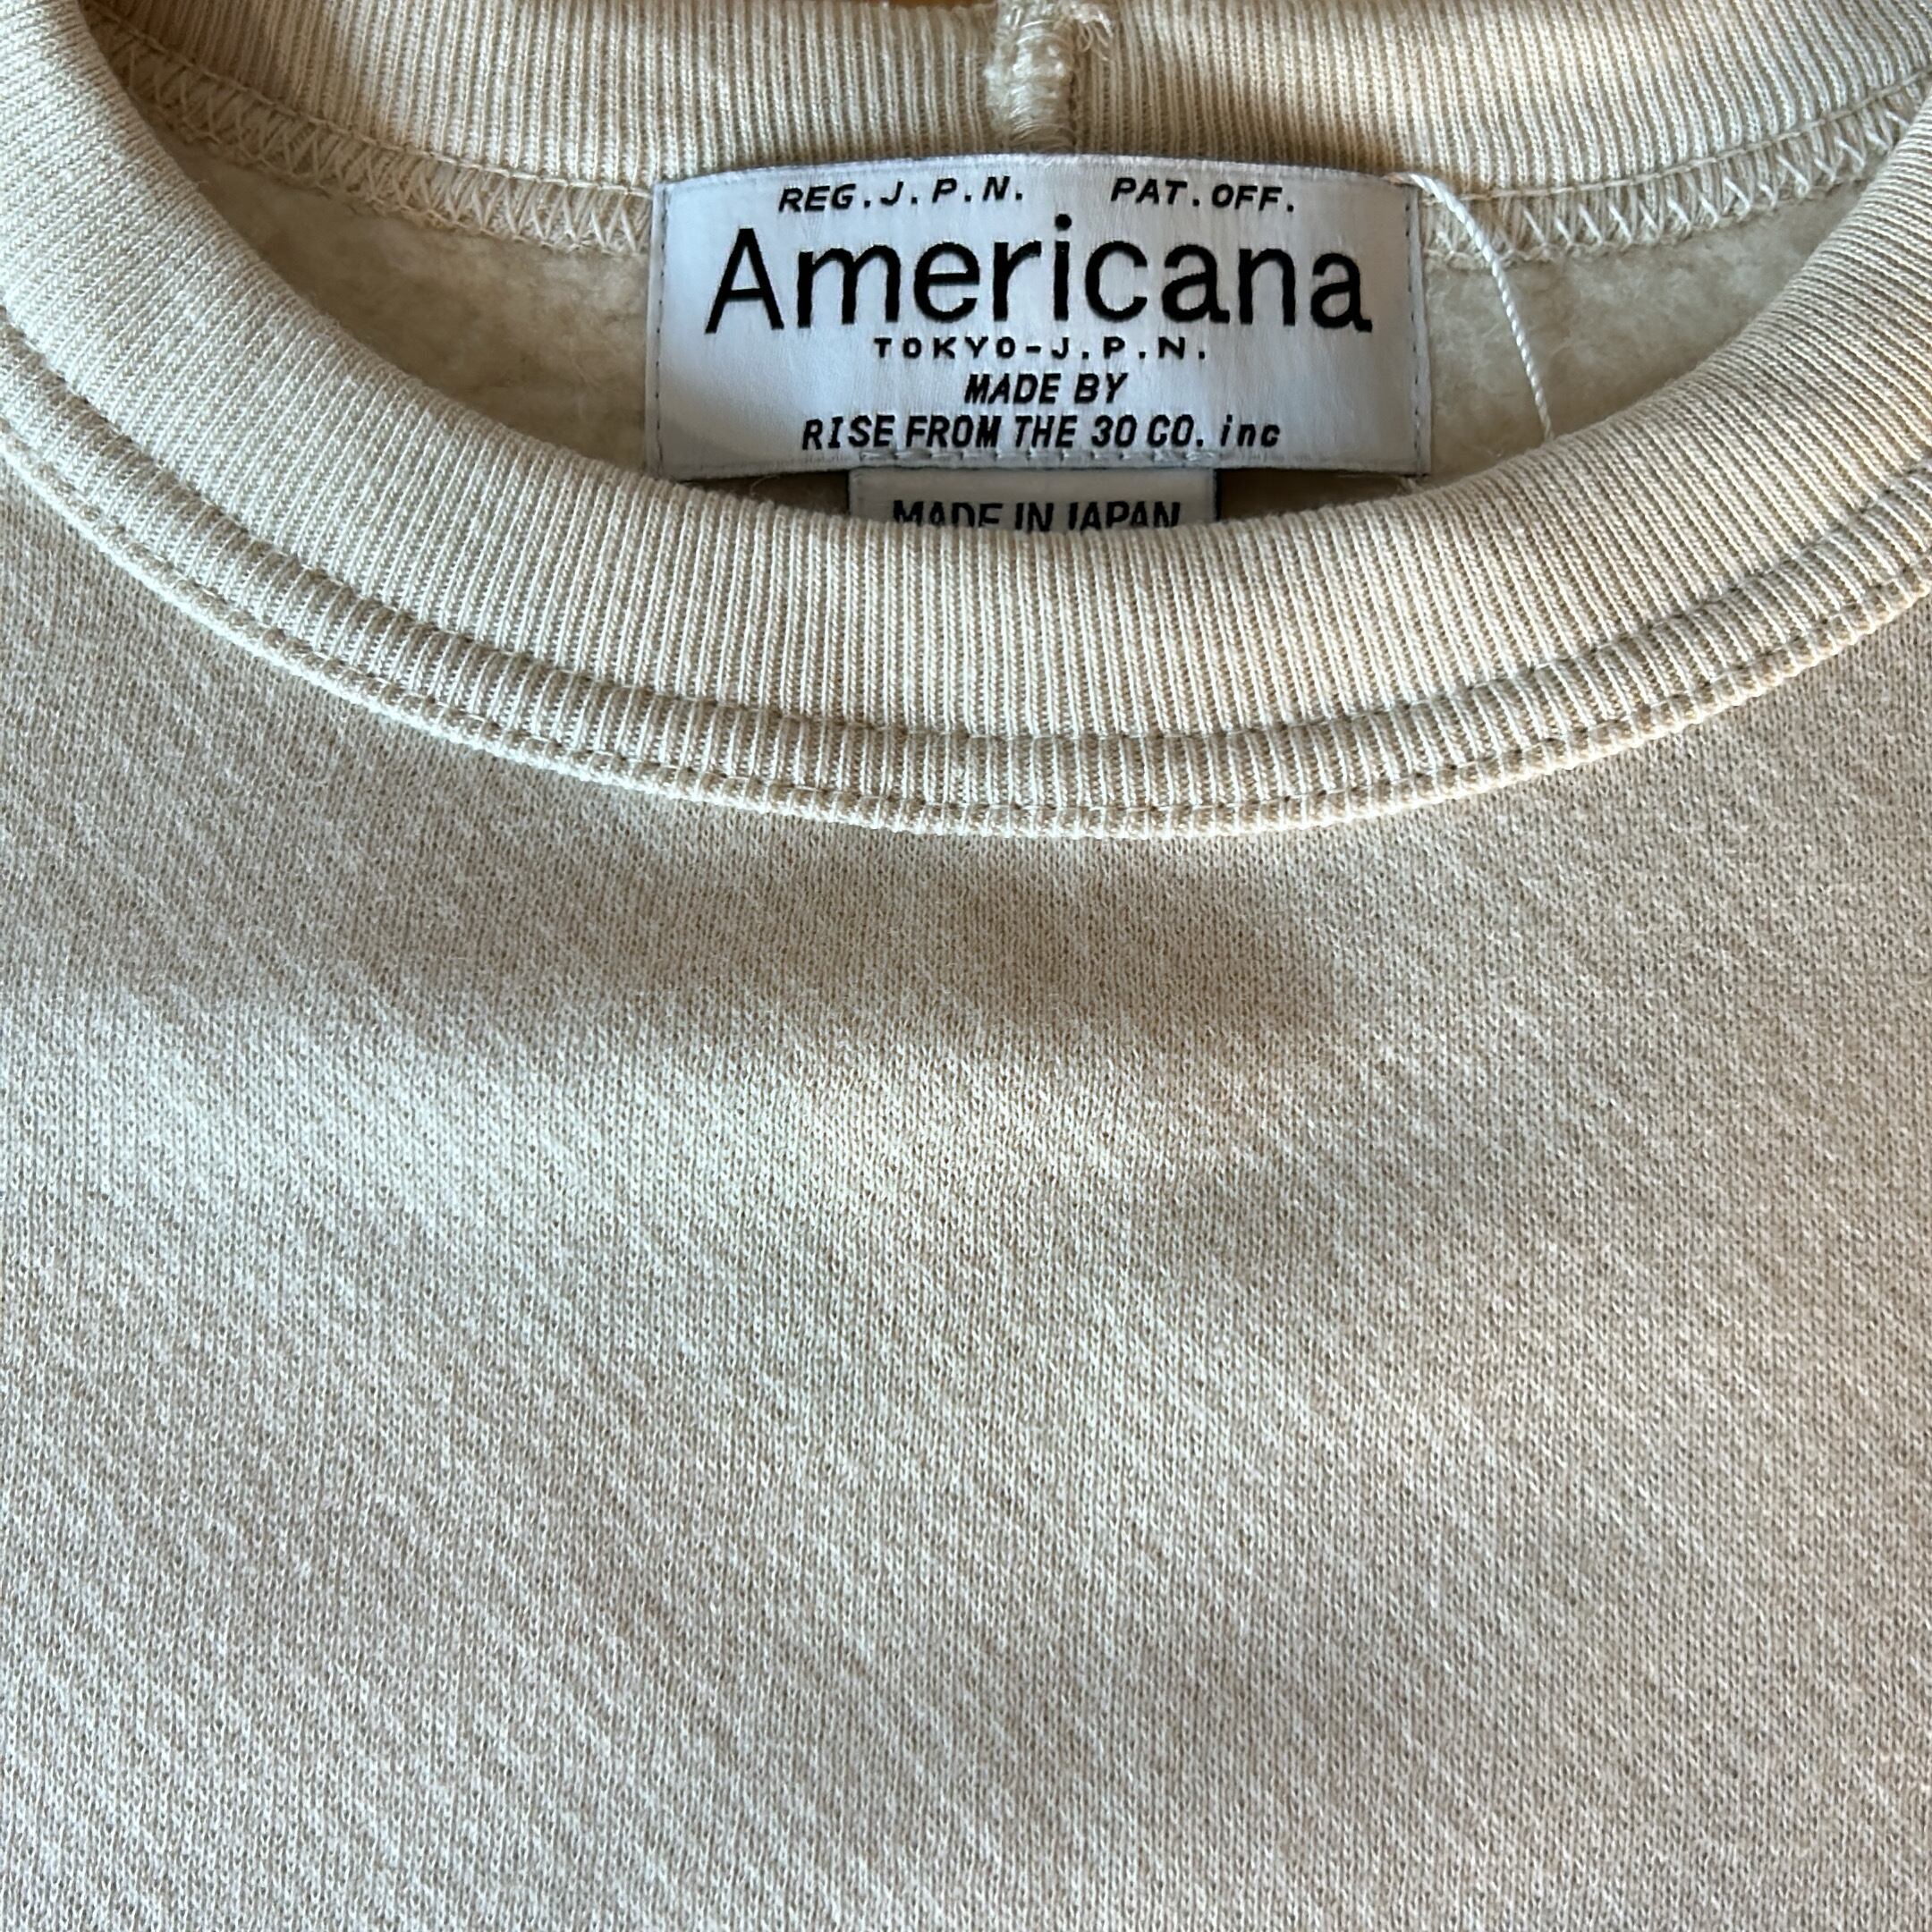 REG.J.P.N. PAT.OFF.
Americana
TOKYO-J.P.N.
MADE BY
RISE FROM THE 30 CO. inc
MADE IN JAPAN